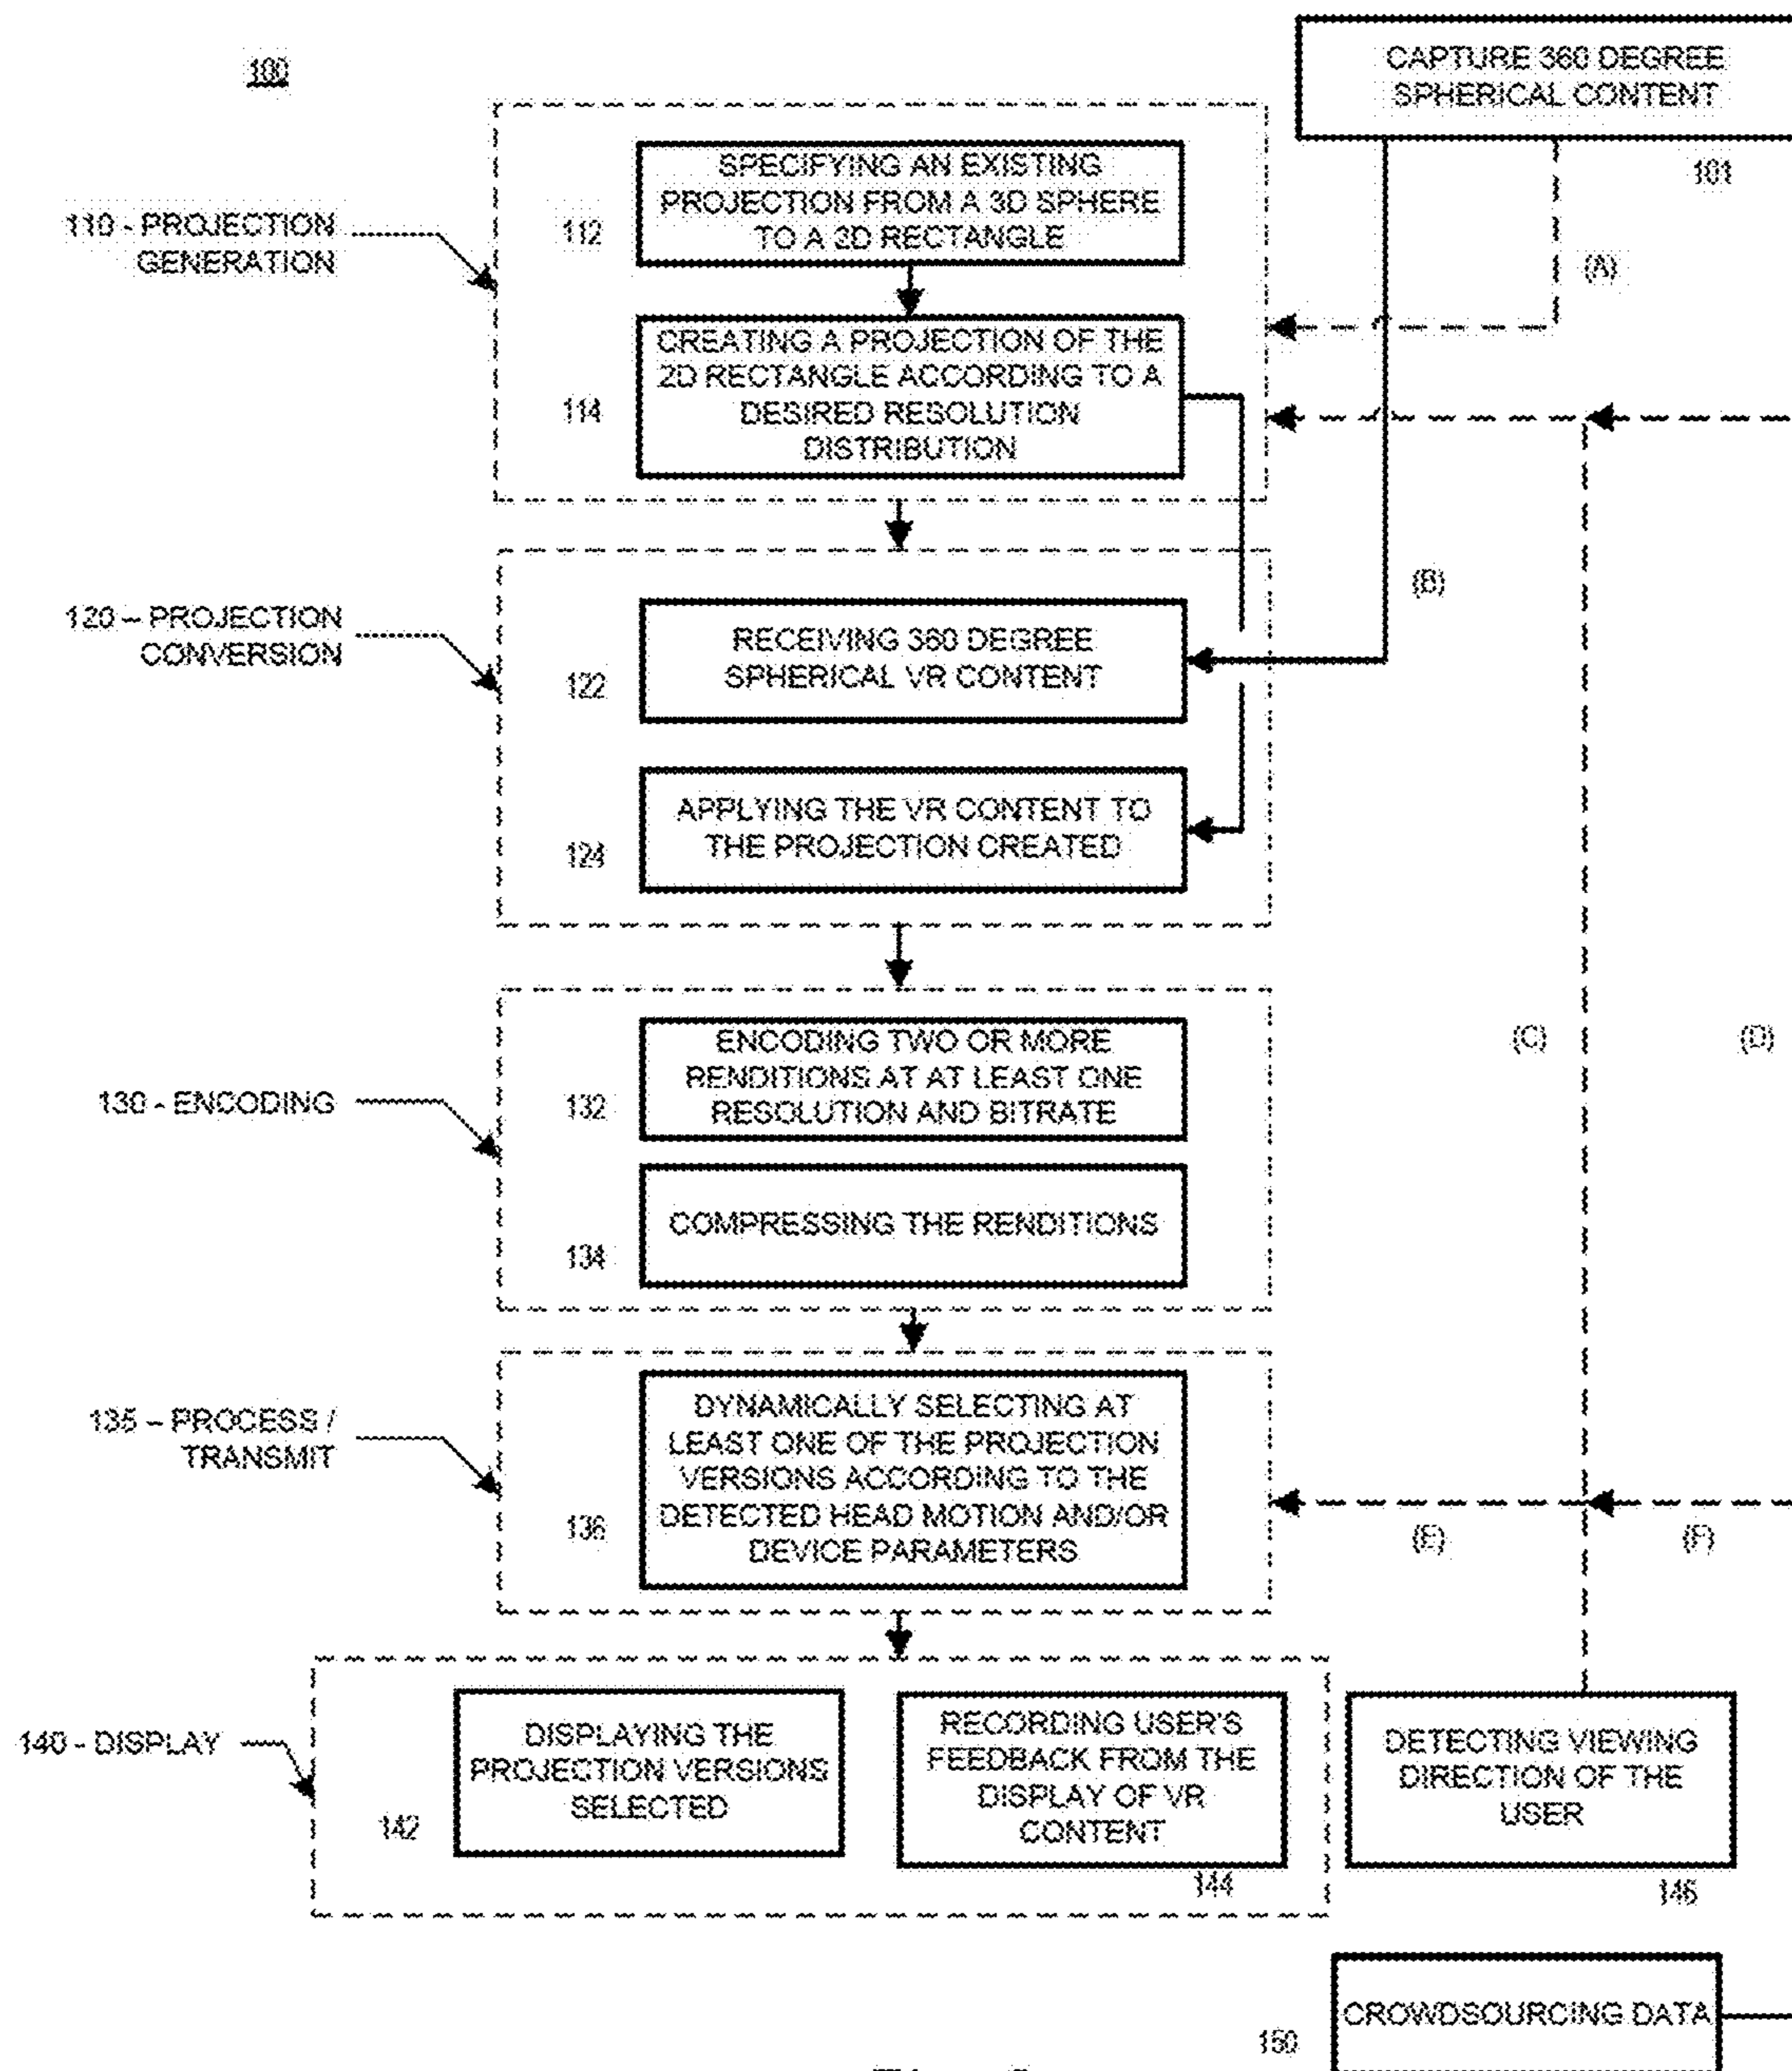 100
CAPTURE 360 DEGREE
SPHERICAL CONTENT
101
110 - PROJECTION
GENERATION
SPECIFYING AN EXISTING
PROJECTION FROM A 3D SPHERE
TO A 2D RECTANGLE
112
(A)
CREATING A PROJECTION OF THE
2D RECTANGLE ACCORDING TO A
DESIRED RESOLUTION
DISTRIBUTION
114
(B)
120 – PROJECTION
CONVERSION
RECEIVING 360 DEGREE
SPHERICAL VR CONTENT
122
APPLYING THE VR CONTENT TO
THE PROJECTION CREATED
124
(C)
(D)
130 - ENCODING
ENCODING TWO OR MORE
RENDITIONS AT AT LEAST ONE
RESOLUTION AND BITRATE
132
COMPRESSING THE RENDITIONS
134
135 – PROCESS /
TRANSMIT
DYNAMICALLY SELECTING AT
LEAST ONE OF THE PROJECTION
VERSIONS ACCORDING TO THE
DETECTED HEAD MOTION AND/OR
DEVICE PARAMETERS
136
(E)
(F)
140 - DISPLAY
DISPLAYING THE
PROJECTION VERSIONS
SELECTED
142
RECORDING USER'S
FEEDBACK FROM THE
DISPLAY OF VR
CONTENT
144
DETECTING VIEWING
DIRECTION OF THE
USER
146
CROWDSOURCING DATA
150